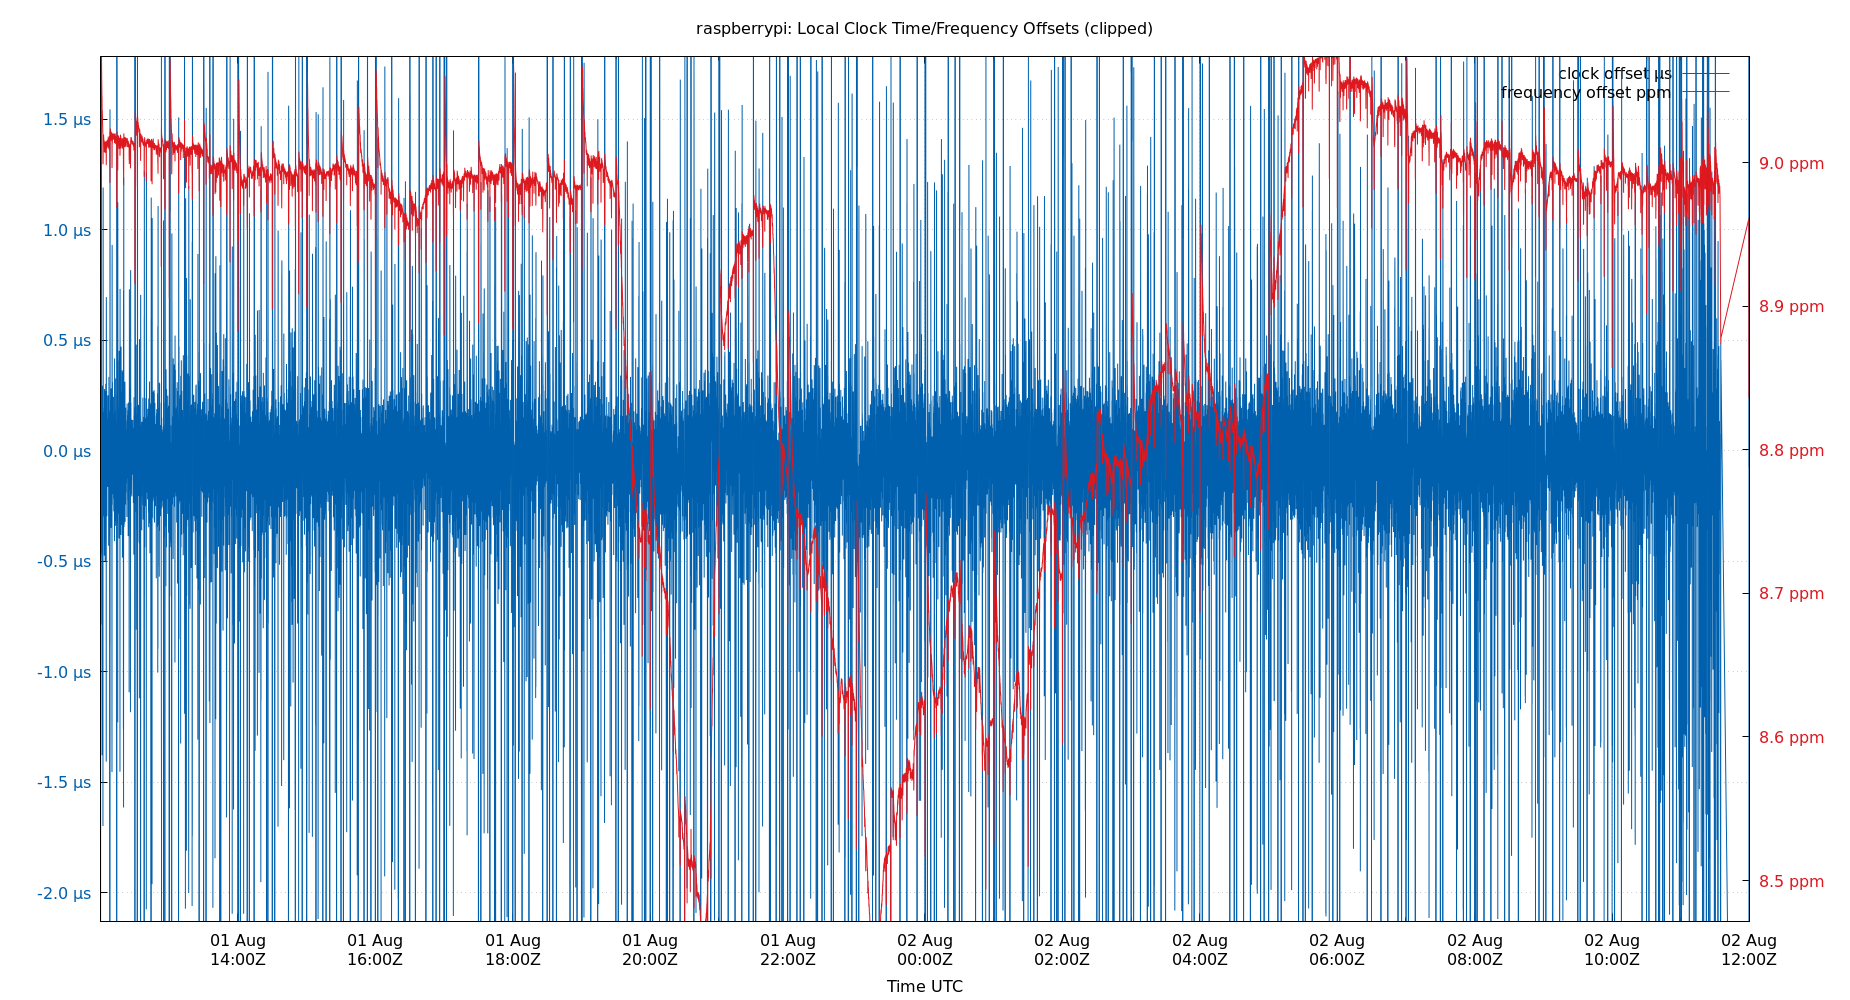 raspberrypi: Local Clock Time/Frequency Offsets (clipped)
clock offset µs
frequency offset ppm
1.5 µs
1.0 µs
0.5 µs
0.0 µs
-0.5 µs
-1.0 µs
-1.5 µs
-2.0 µs
9.0 ppm
8.9 ppm
8.8 ppm
8.7 ppm
8.6 ppm
8.5 ppm
01 Aug 14:00Z
01 Aug 16:00Z
01 Aug 18:00Z
01 Aug 20:00Z
01 Aug 22:00Z
02 Aug 00:00Z
02 Aug 02:00Z
02 Aug 04:00Z
02 Aug 06:00Z
02 Aug 08:00Z
02 Aug 10:00Z
02 Aug 12:00Z
Time UTC